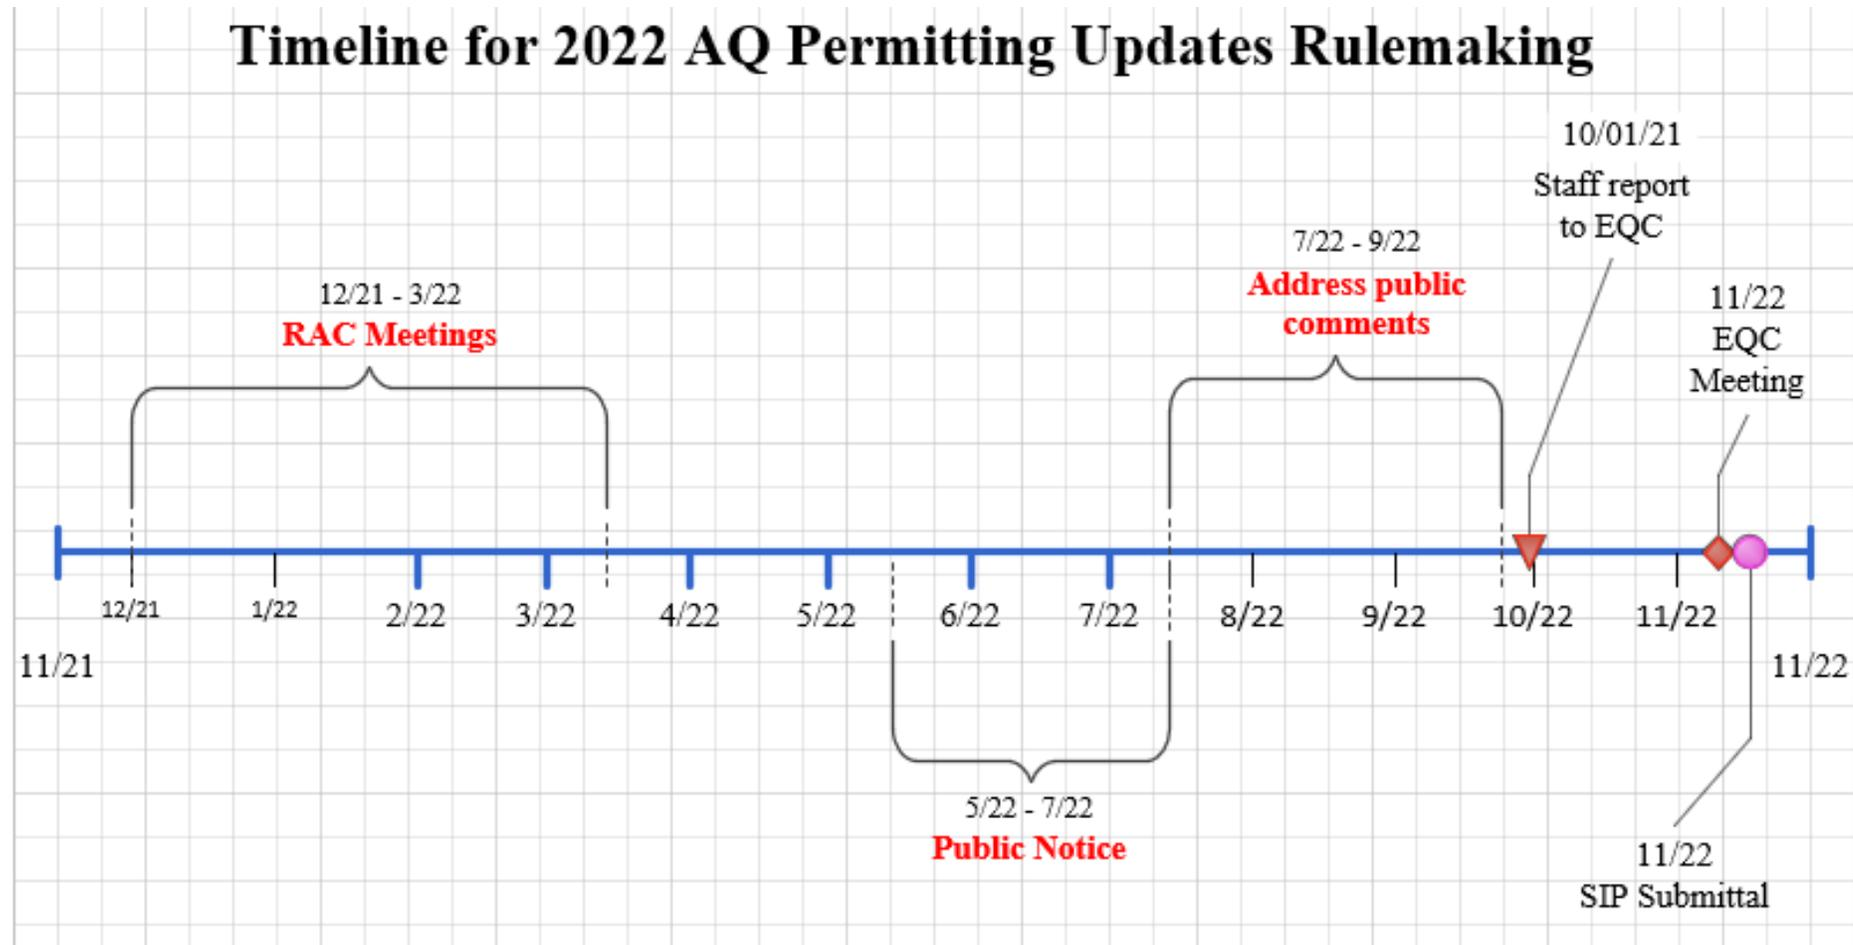 Timeline for 2022 AQ Permitting Updates Rulemaking
10/01/21
Staff report
to EQC
7/22 - 9/22
Address public
comments
12/21 - 3/22
RAC Meetings
11/22
EQC
Meeting
12/21
1/22
2/22
3/22
4/22
5/22
6/22
7/22
8/22
9/22
10/22
11/22
11/21
11/22
5/22 - 7/22
Public Notice
11/22
SIP Submittal